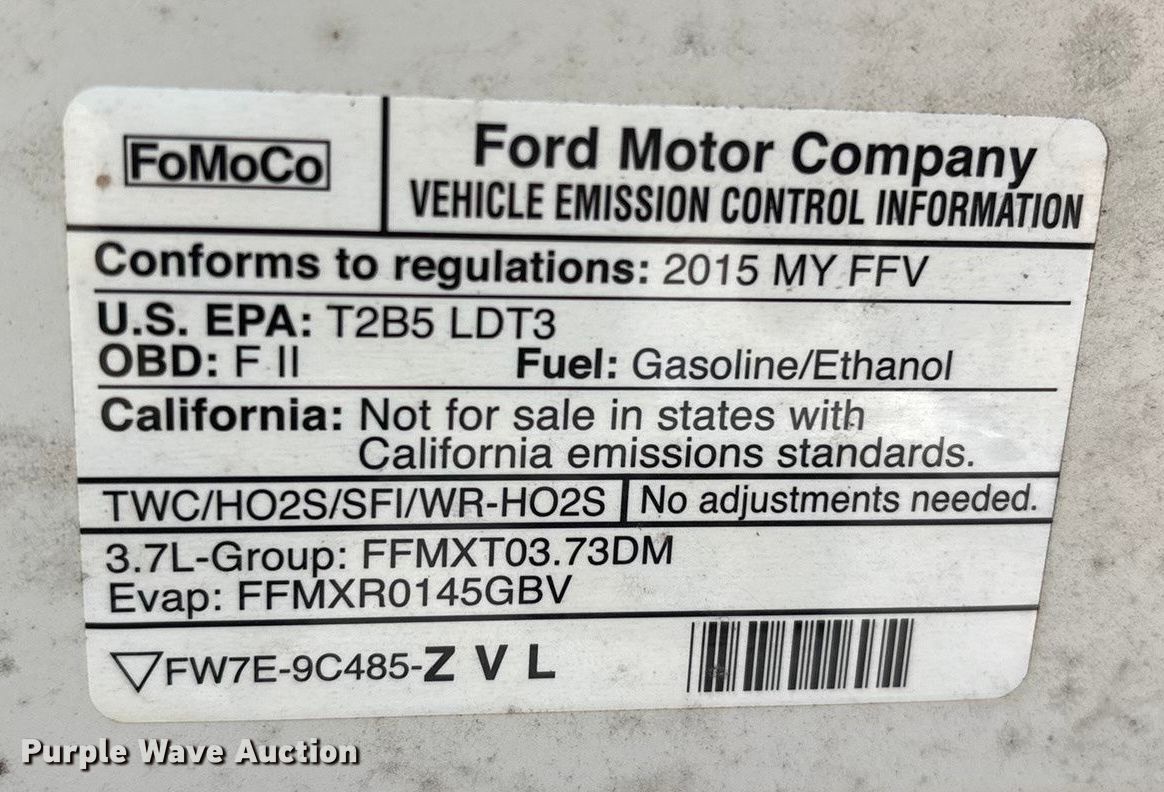 FoMoCo
Ford Motor Company
VEHICLE EMISSION CONTROL INFORMATION
Conforms to regulations: 2015 MY FFV
U.S. EPA: T2B5 LDT3
OBD: F II Fuel: Gasoline/Ethanol
California: Not for sale in states with
California emissions standards.
TWC/HO2S/SFI/WR-HO2S No adjustments needed.
3.7L-Group: FFMXT03.73DM
Evap: FFMXR0145GBV
FW7E-9C485-Z V L
Purple Wave Auction